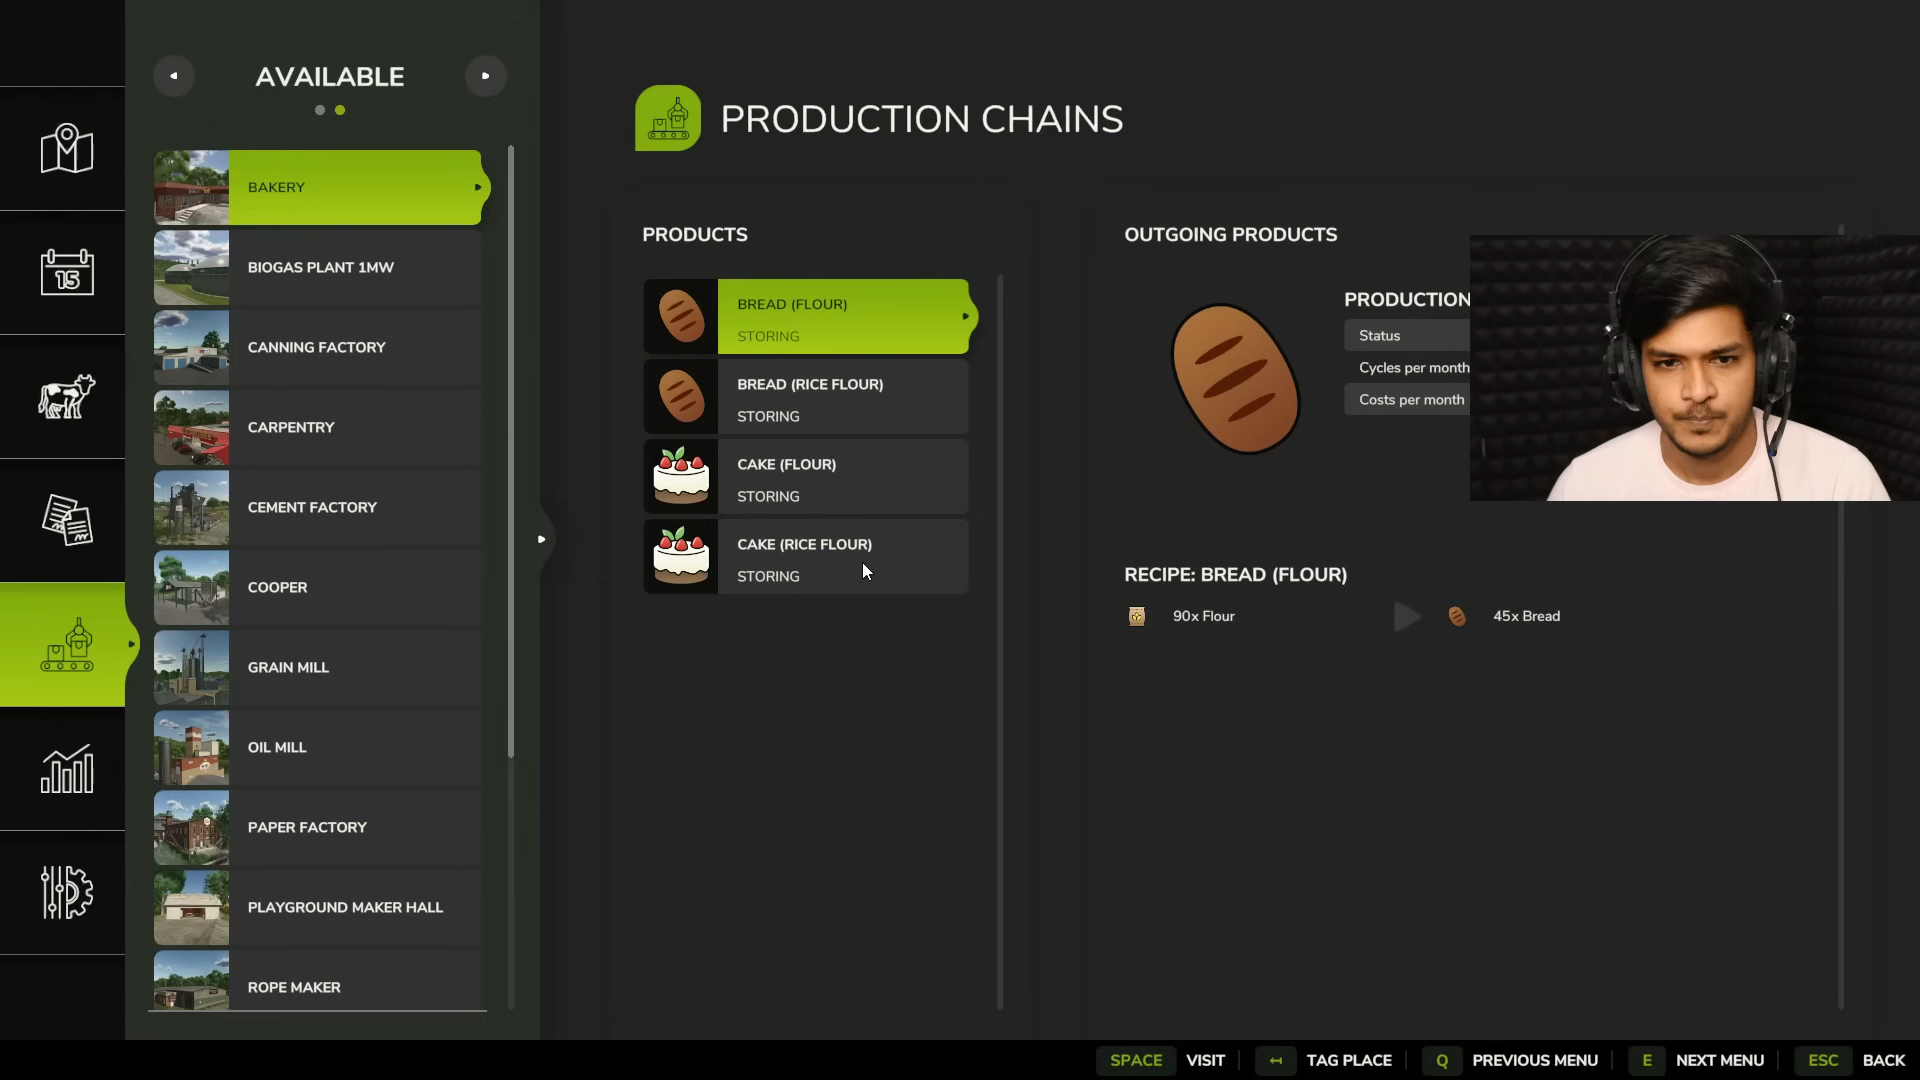 AVAILABLE
BAKERY
BIOGAS PLANT 1MW
CANNING FACTORY
CARPENTRY
CEMENT FACTORY
COOPER
GRAIN MILL
OIL MILL
PAPER FACTORY
PLAYGROUND MAKER HALL
ROPE MAKER
15
PRODUCTION CHAINS
PRODUCTS
BREAD (FLOUR)
STORING
BREAD (RICE FLOUR)
STORING
CAKE (FLOUR)
STORING
CAKE (RICE FLOUR)
STORING
OUTGOING PRODUCTS
PRODUCTION
Status
Cycles per month
Costs per month
RECIPE: BREAD (FLOUR)
90x Flour 45x Bread
SPACE VISIT TAG PLACE Q PREVIOUS MENU E NEXT MENU ESC BACK